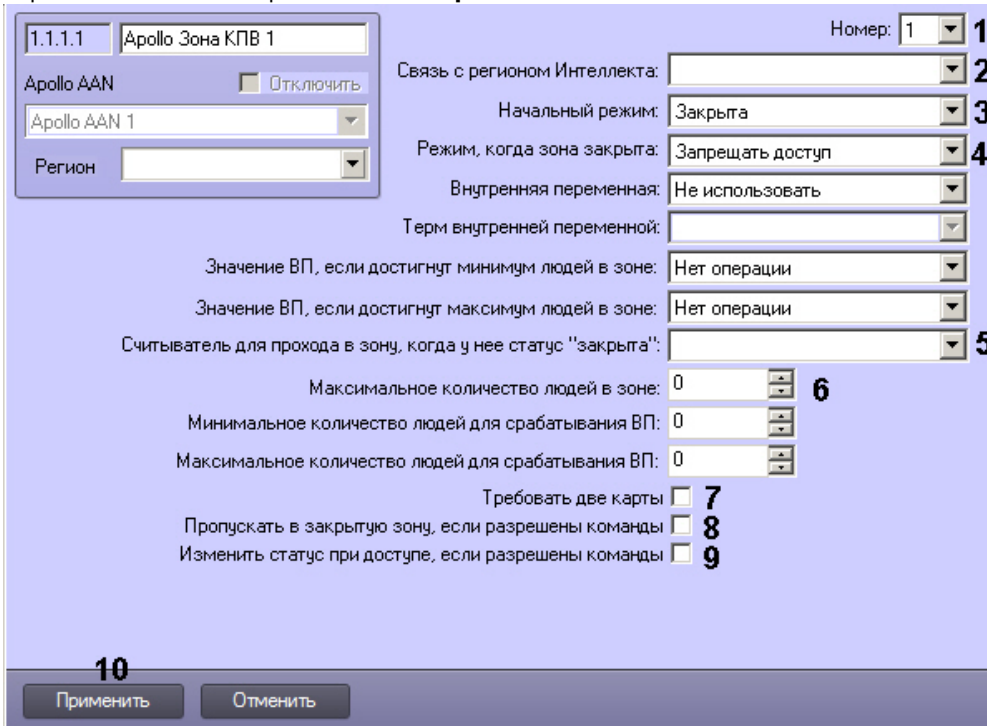 1.1.1.1 Apollo Зона КПВ 1
Apollo AAN Отключить
Apollo AAN 1
Регион
Номер: 1 1
Связь с регионом Интеллекта: 2
Начальный режим: Закрыта 3
Режим, когда зона закрыта: Запрещать доступ 4
Внутренняя переменная: Не использовать
Терм внутренней переменной:
Значение ВП, если достигнут минимум людей в зоне: Нет операции
Значение ВП, если достигнут максимум людей в зоне: Нет операции
Считыватель для прохода в зону, когда у нее статус "закрыта": 5
Максимальное количество людей в зоне: 0 6
Минимальное количество людей для срабатывания ВП: 0
Максимальное количество людей для срабатывания ВП: 0
Требовать две карты 7
Пропускать в закрытую зону, если разрешены команды 8
Изменить статус при доступе, если разрешены команды 9
10
Применить Отменить